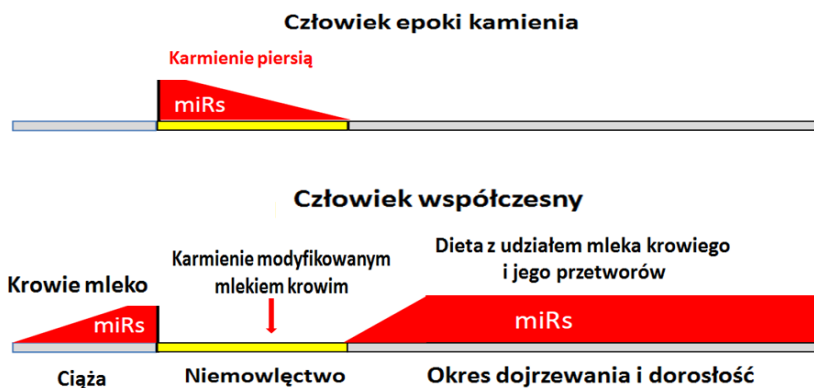 Człowiek epoki kamienia
Karmienie piersią
miRs
Człowiek współczesny
Dieta z udziałem mleka krowiego
i jego przetworów
Karmienie modyfikowanym
mlekiem krowim
Krowie mleko
miRs
miRs
Ciąża
Niemowlęctwo
Okres dojrzewania i dorosłość